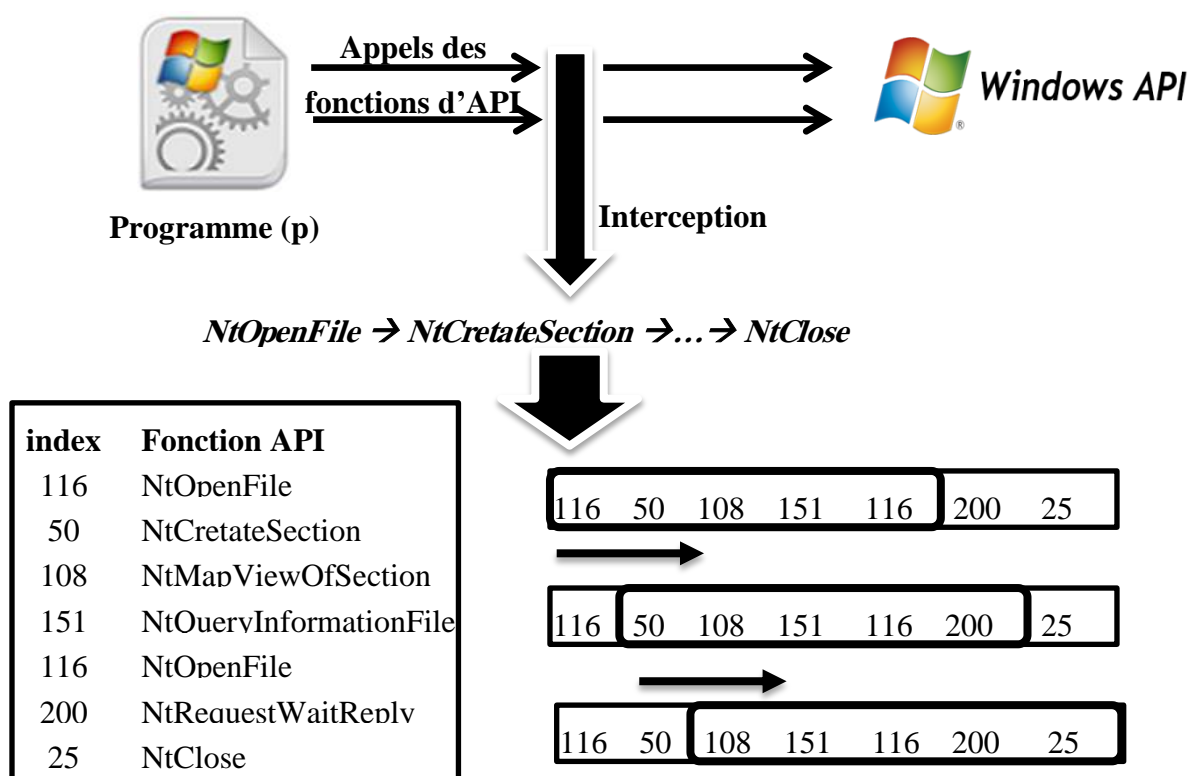 Appels des
fonctions d'API
Windows API
®
Programme (p)
Interception
NtOpenFile → NtCretateSection →…→ NtClose
index Fonction API
116 NtOpenFile
50 NtCretateSection
108 NtMapViewOfSection
151 NtQueryInformationFile
116 NtOpenFile
200 NtRequestWaitReply
25 NtClose
116 50 108 151 116 200 25
116 50 108 151 116 200 25
116 50 108 151 116 200 25